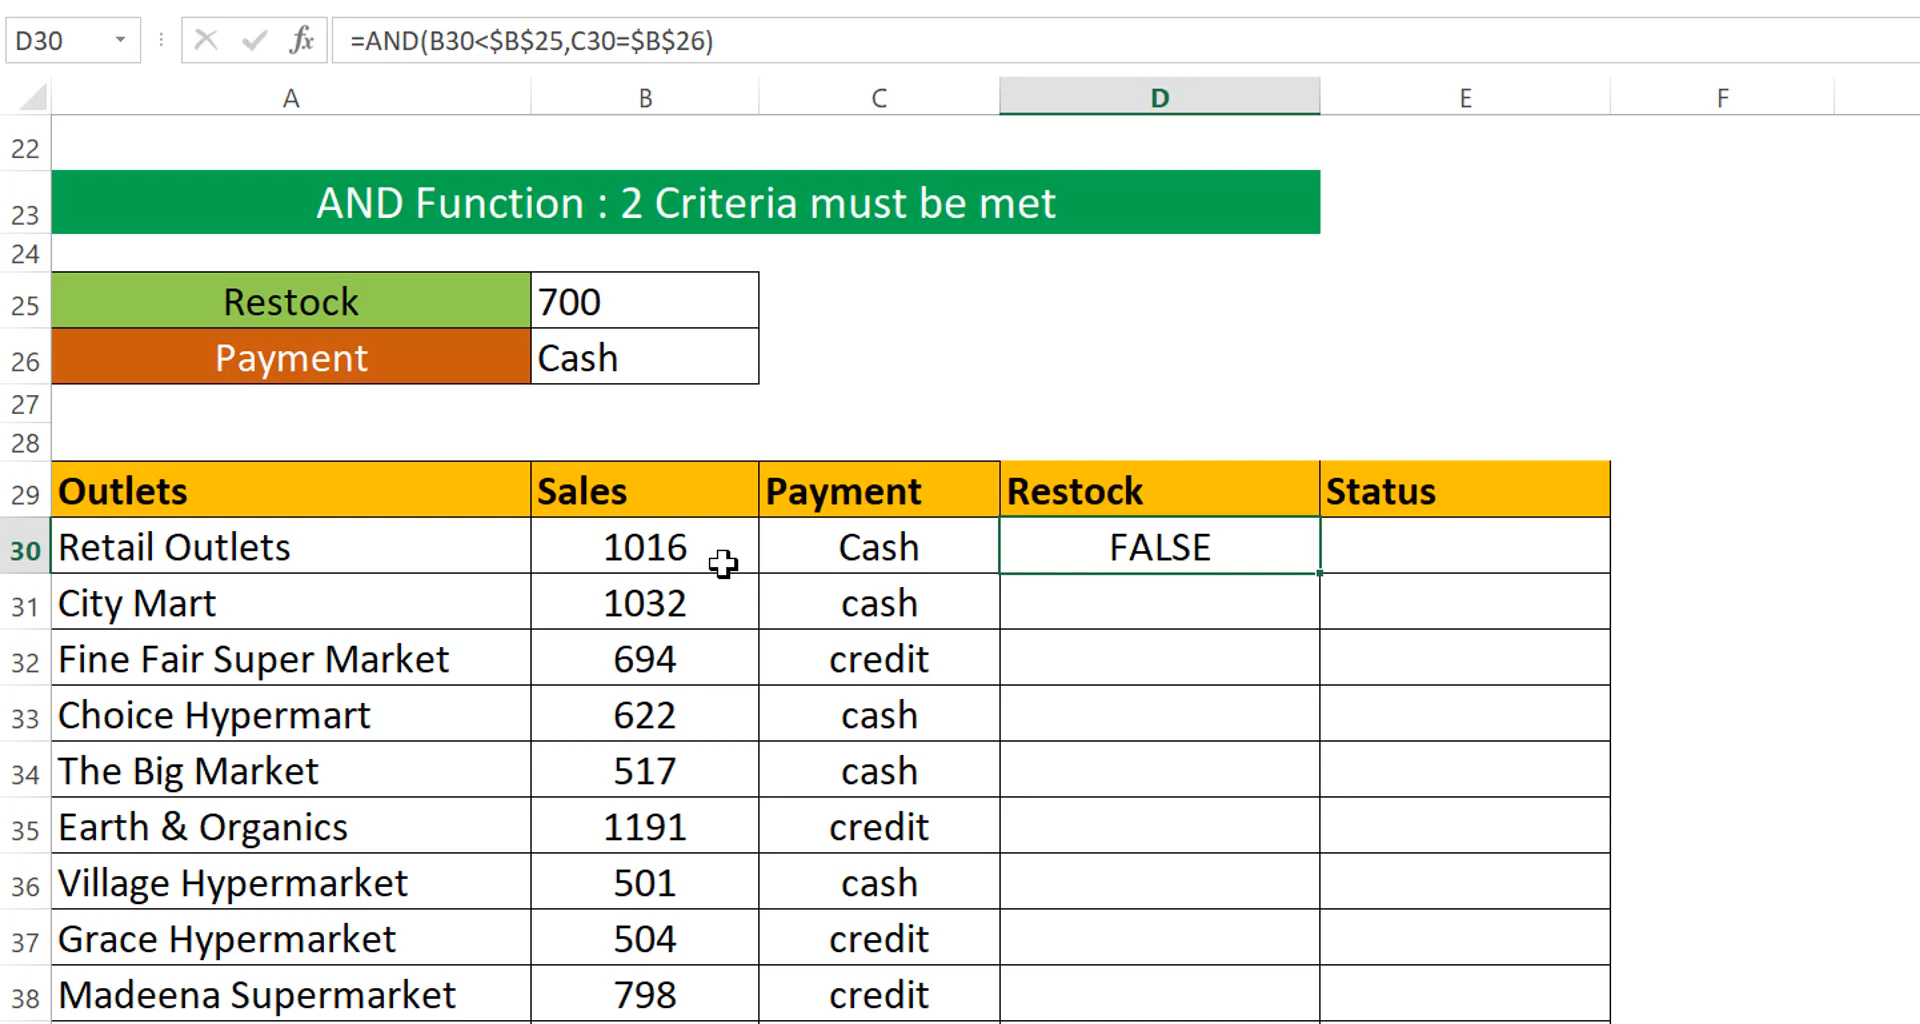 D30 fx =AND(B30<$B$25,C30=$B$26)
A B C D E F
22
23 AND Function : 2 Criteria must be met
24
25 Restock 700
26 Payment Cash
27
28
29 Outlets Sales Payment Restock Status
30 Retail Outlets 1016 Cash FALSE
31 City Mart 1032 cash
32 Fine Fair Super Market 694 credit
33 Choice Hypermart 622 cash
34 The Big Market 517 cash
35 Earth & Organics 1191 credit
36 Village Hypermarket 501 cash
37 Grace Hypermarket 504 credit
38 Madeena Supermarket 798 credit